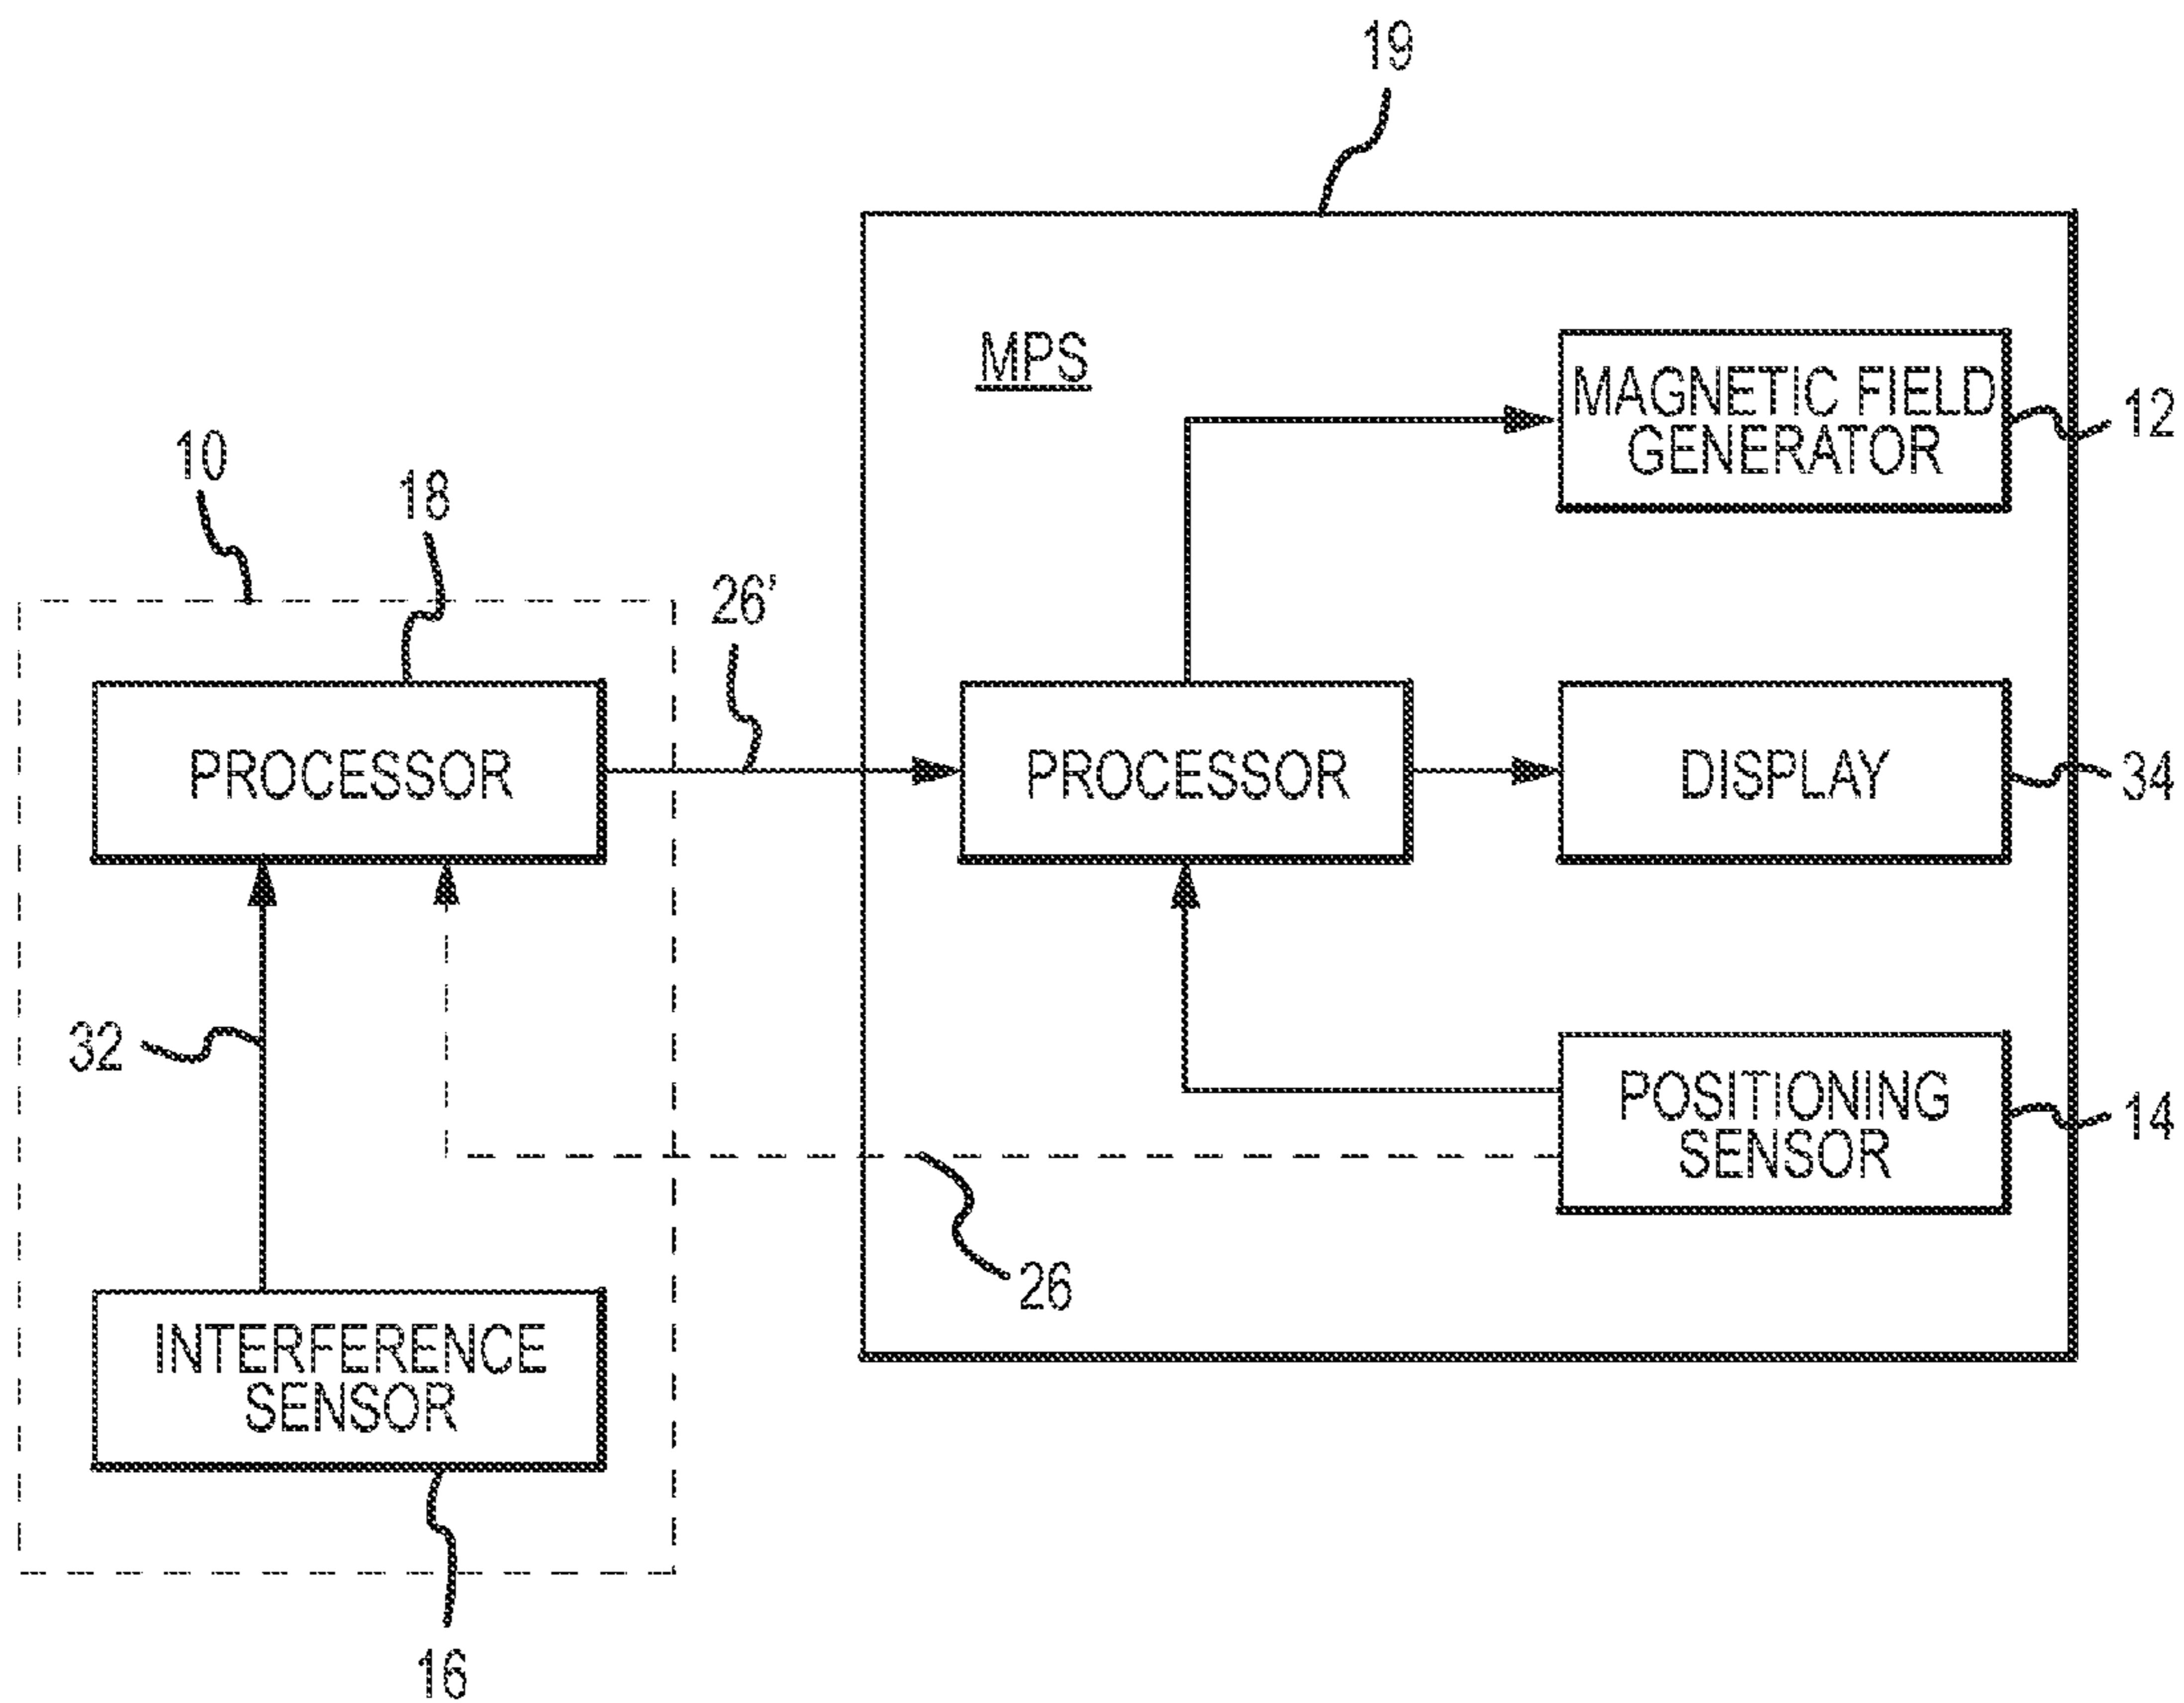 19
MPS
MAGNETIC FIELD
GENERATOR
12
10
18
26'
PROCESSOR
PROCESSOR
DISPLAY
34
32
POSITIONING
SENSOR
14
26
INTERFERENCE
SENSOR
16